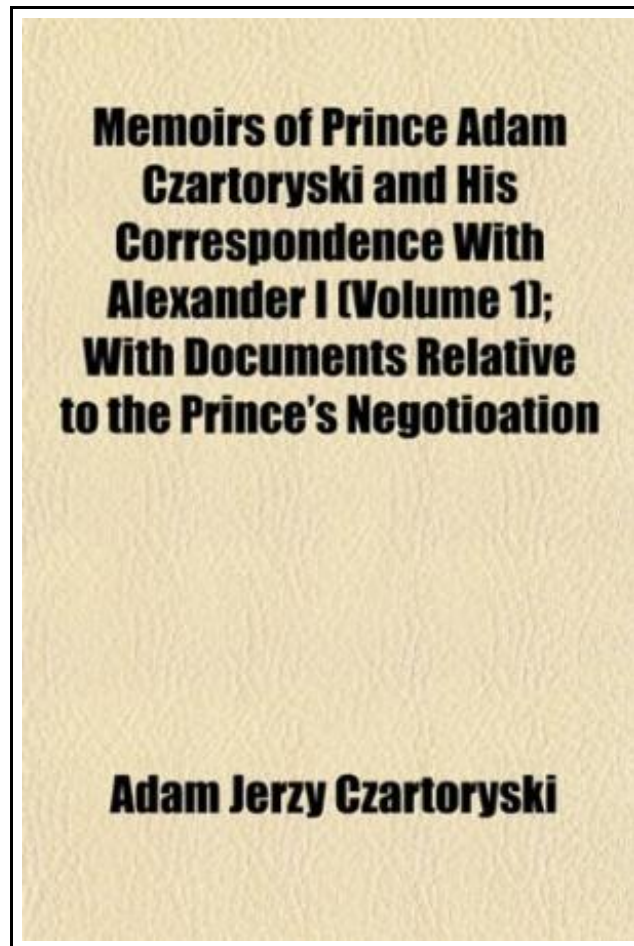 Memoirs of Prince Adam
Czartoryski and His
Correspondence With
Alexander I (Volume 1);
With Documents Relative
to the Prince's Negotioation
Adam Jerzy Czartoryski